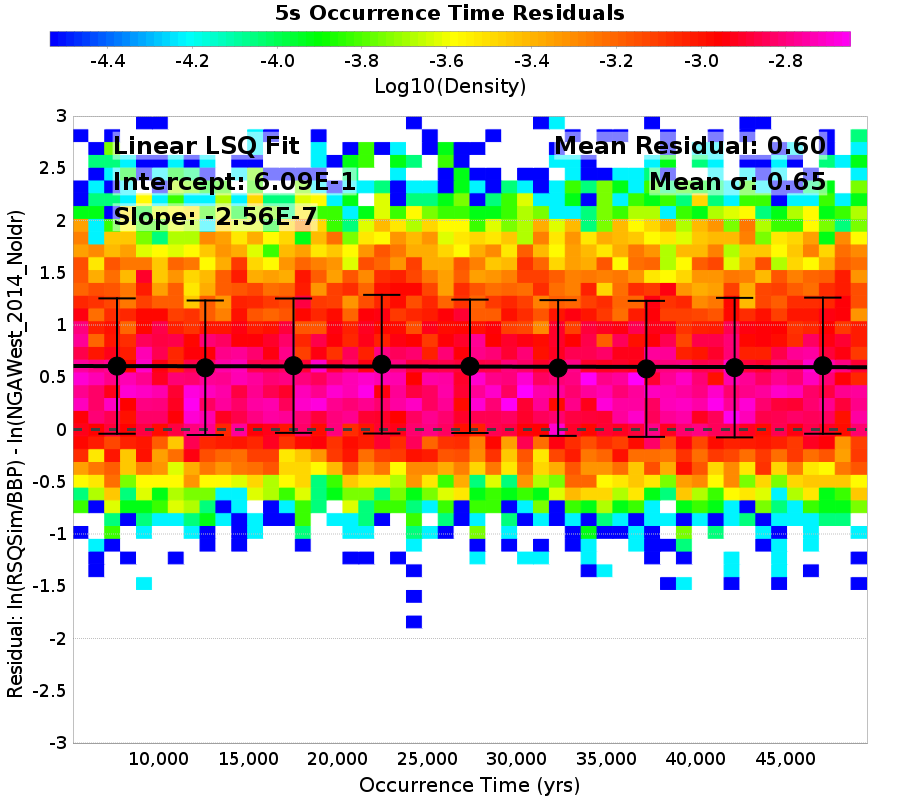 5s Occurrence Time Residuals
-4.4 -4.2 -4.0 -3.8 -3.6 -3.4 -3.2 -3.0 -2.8
Log10(Density)
Linear LSQ Fit
Intercept: 6.09E-1
Slope: -2.56E-7
Mean Residual: 0.60
Mean σ: 0.65
Residual: ln(RSQSim/BBP) - ln(NGAWest_2014_NoIdr)
3
2.5
2
1.5
1
0.5
0
-0.5
-1
-1.5
-2
-2.5
-3
10,000 15,000 20,000 25,000 30,000 35,000 40,000 45,000
Occurrence Time (yrs)